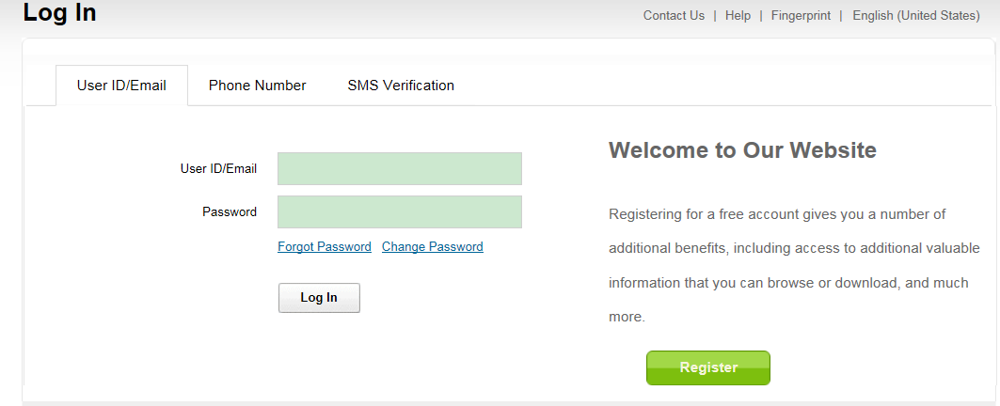 Log In
Contact Us | Help | Fingerprint | English (United States)
User ID/Email
Phone Number
SMS Verification
User ID/Email
Password
Forgot Password Change Password
Log In
Welcome to Our Website
Registering for a free account gives you a number of
additional benefits, including access to additional valuable
information that you can browse or download, and much
more.
Register